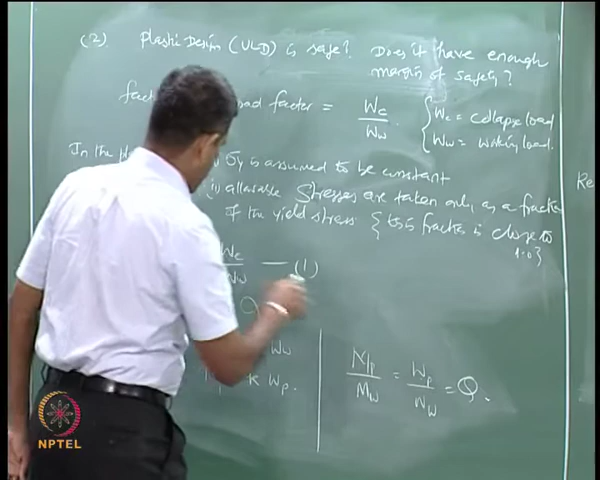 (2) Plastic Design (ULD) is safe? Does it have enough
margin of safety?
load factor = Wc / Ww { Wc = collapse load
Ww = working load.
In the
σy is assumed to be constant
(ii) allowable stresses are taken only as a fraction
of the yield stress { this fraction is close to
1.0}
Wc / Ww — (1)
Ww
Wp.
Mp / Mw = Wp / Ww = Q.
Re
NPTEL